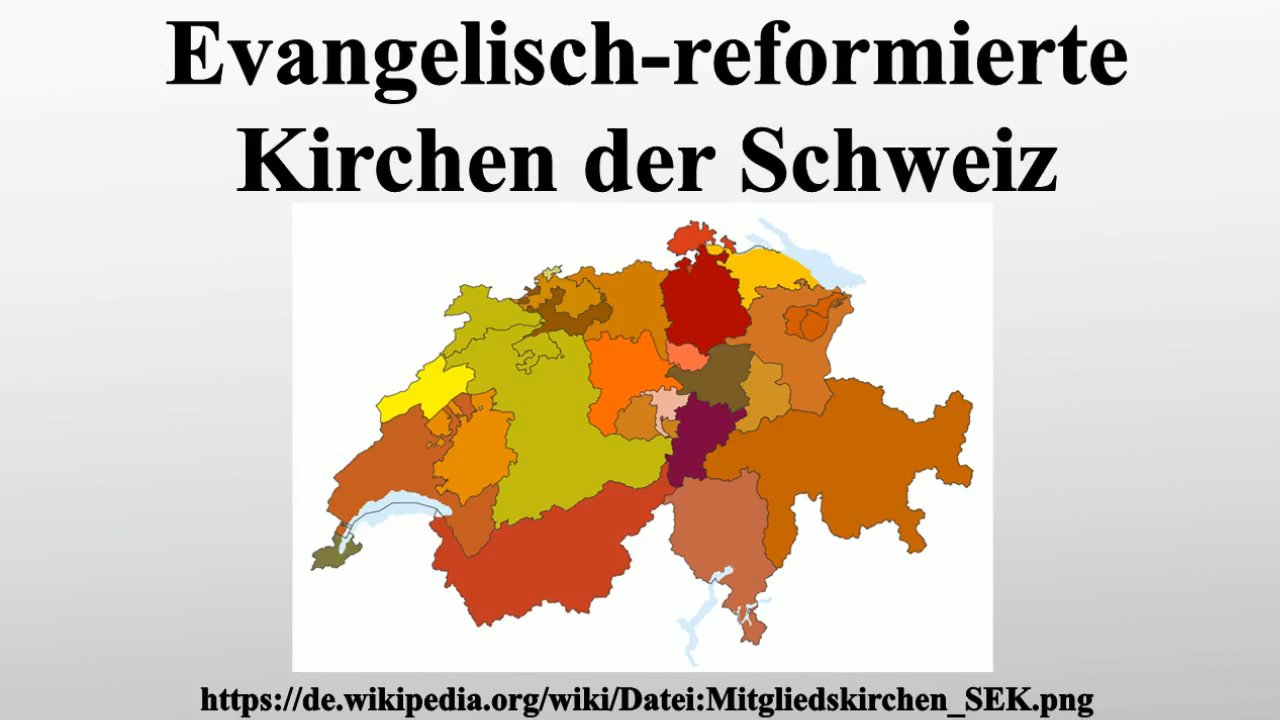 Evangelisch-reformierte
Kirchen der Schweiz
https://de.wikipedia.org/wiki/Datei:Mitgliedskirchen_SEK.png